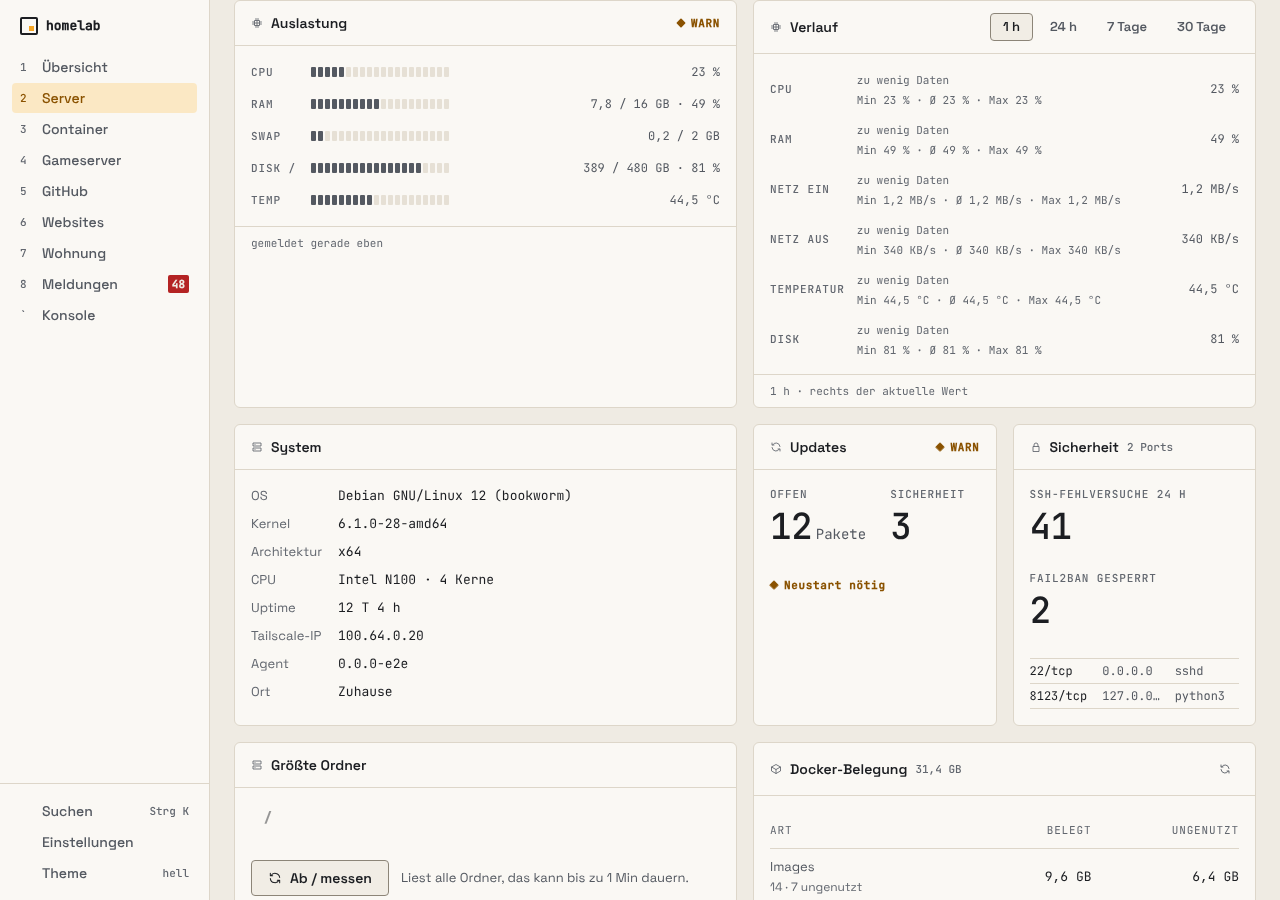 homelab
1 Übersicht
2 Server
3 Container
4 Gameserver
5 GitHub
6 Websites
7 Wohnung
8 Meldungen 48
` Konsole
Suchen Strg K
Einstellungen
Theme hell
Auslastung ◆ WARN
CPU 23 %
RAM 7,8 / 16 GB · 49 %
SWAP 0,2 / 2 GB
DISK / 389 / 480 GB · 81 %
TEMP 44,5 °C
gemeldet gerade eben
Verlauf 1 h 24 h 7 Tage 30 Tage
CPU zu wenig Daten 23 %
Min 23 % · Ø 23 % · Max 23 %
RAM zu wenig Daten 49 %
Min 49 % · Ø 49 % · Max 49 %
NETZ EIN zu wenig Daten 1,2 MB/s
Min 1,2 MB/s · Ø 1,2 MB/s · Max 1,2 MB/s
NETZ AUS zu wenig Daten 340 KB/s
Min 340 KB/s · Ø 340 KB/s · Max 340 KB/s
TEMPERATUR zu wenig Daten 44,5 °C
Min 44,5 °C · Ø 44,5 °C · Max 44,5 °C
DISK zu wenig Daten 81 %
Min 81 % · Ø 81 % · Max 81 %
1 h · rechts der aktuelle Wert
System
OS Debian GNU/Linux 12 (bookworm)
Kernel 6.1.0-28-amd64
Architektur x64
CPU Intel N100 · 4 Kerne
Uptime 12 T 4 h
Tailscale-IP 100.64.0.20
Agent 0.0.0-e2e
Ort Zuhause
Updates ◆ WARN
OFFEN SICHERHEIT
12 Pakete 3
◆ Neustart nötig
Sicherheit 2 Ports
SSH-FEHLVERSUCHE 24 H
41
FAIL2BAN GESPERRT
2
22/tcp 0.0.0.0 sshd
8123/tcp 127.0.0… python3
Größte Ordner
/
Ab / messen Liest alle Ordner, das kann bis zu 1 Min dauern.
Docker-Belegung 31,4 GB
ART BELEGT UNGENUTZT
Images 9,6 GB 6,4 GB
14 · 7 ungenutzt